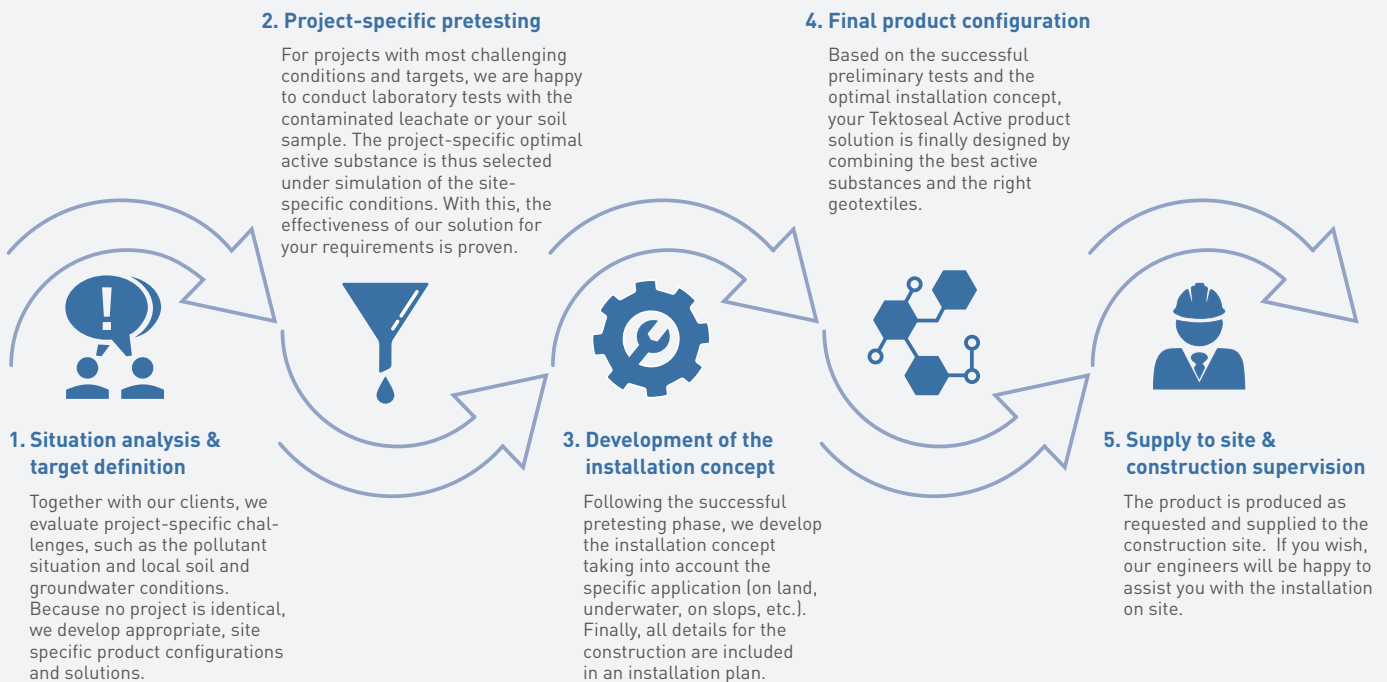 1. Situation analysis &
target definition
Together with our clients, we
evaluate project-specific chal-
lenges, such as the pollutant
situation and local soil and
groundwater conditions.
Because no project is identical,
we develop appropriate, site
specific product configurations
and solutions.
2. Project-specific pretesting
For projects with most challenging
conditions and targets, we are happy
to conduct laboratory tests with the
contaminated leachate or your soil
sample. The project-specific optimal
active substance is thus selected
under simulation of the site-
specific conditions. With this, the
effectiveness of our solution for
your requirements is proven.
3. Development of the
installation concept
Following the successful
pretesting phase, we develop
the installation concept
taking into account the
specific application (on land,
underwater, on slops, etc.).
Finally, all details for the
construction are included
in an installation plan.
4. Final product configuration
Based on the successful
preliminary tests and the
optimal installation concept,
your Tektoseal Active product
solution is finally designed by
combining the best active
substances and the right
geotextiles.
5. Supply to site &
construction supervision
The product is produced as
requested and supplied to the
construction site.  If you wish,
our engineers will be happy to
assist you with the installation
on site.